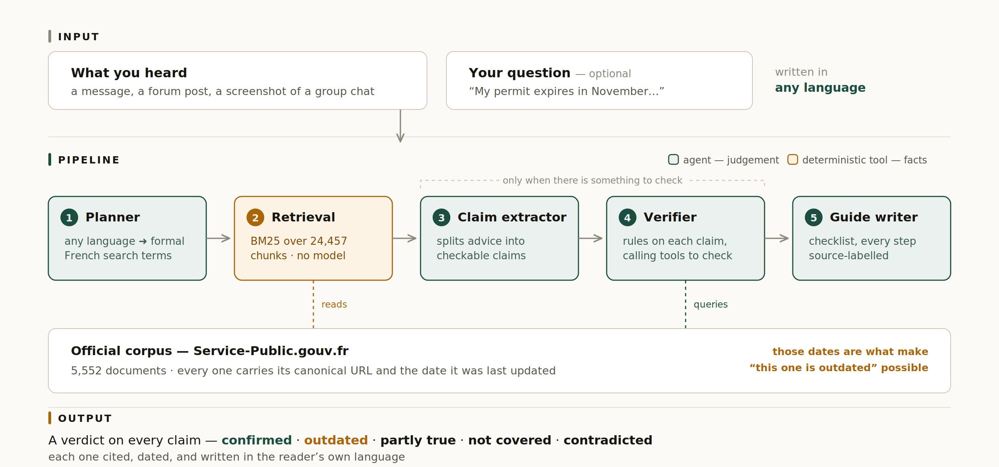 INPUT
What you heard
a message, a forum post, a screenshot of a group chat
Your question — optional
“My permit expires in November…”
written in
any language
PIPELINE
agent — judgement
deterministic tool — facts
only when there is something to check
1 Planner
any language ➜ formal
French search terms
2 Retrieval
BM25 over 24,457
chunks · no model
3 Claim extractor
splits advice into
checkable claims
4 Verifier
rules on each claim,
calling tools to check
5 Guide writer
checklist, every step
source-labelled
reads
queries
Official corpus — Service-Public.gouv.fr
5,552 documents · every one carries its canonical URL and the date it was last updated
those dates are what make
“this one is outdated” possible
OUTPUT
A verdict on every claim — confirmed · outdated · partly true · not covered · contradicted
each one cited, dated, and written in the reader’s own language